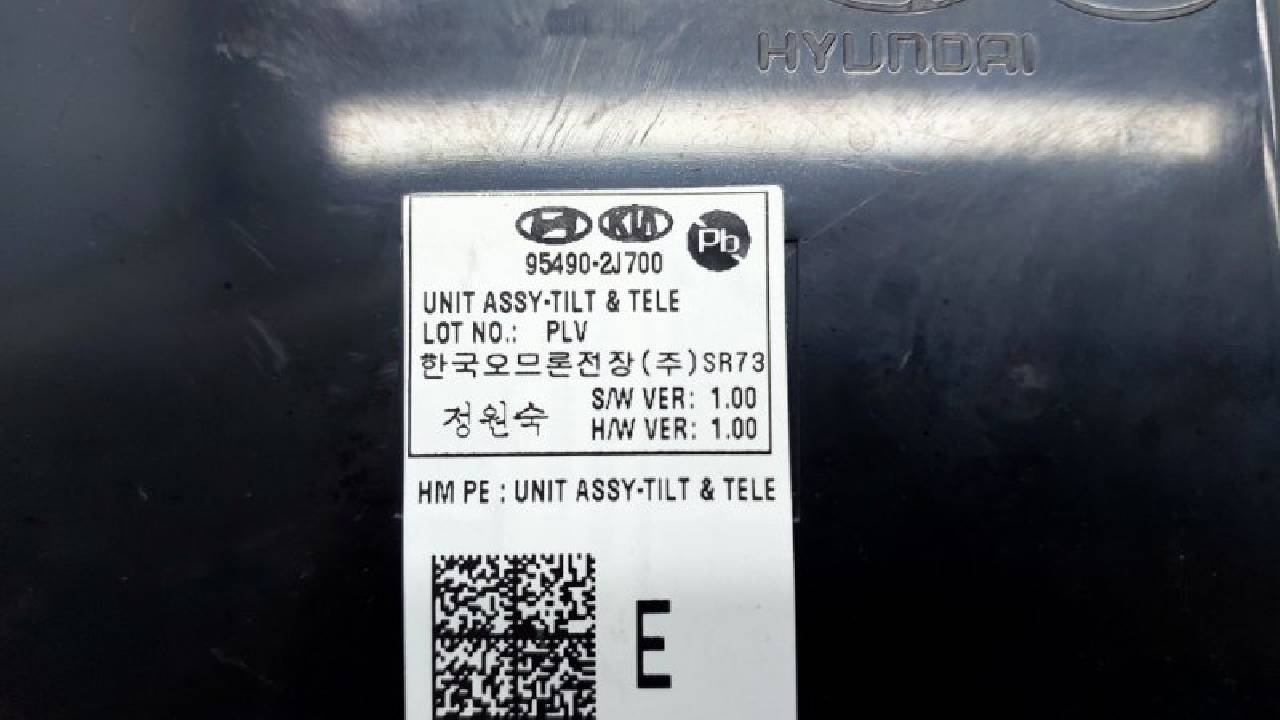 HYUNDAI
KIA
Pb
95490-2J700
UNIT ASSY-TILT & TELE
LOT NO.: PLV
한국오므론전장(주)SR73
S/W VER: 1.00
정원숙
H/W VER: 1.00
HM PE : UNIT ASSY-TILT & TELE
E